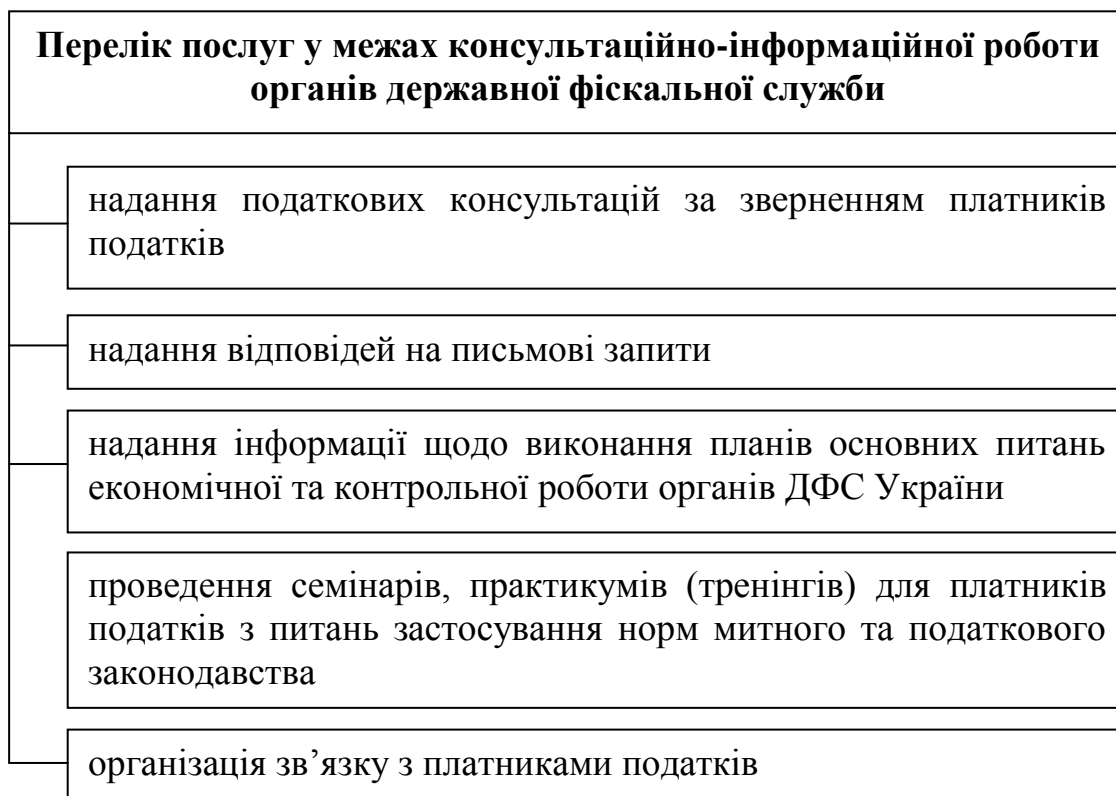 Перелік послуг у межах консультаційно-інформаційної роботи
органів державної фіскальної служби
надання податкових консультацій за зверненням платників
податків
надання відповідей на письмові запити
надання інформації щодо виконання планів основних питань
економічної та контрольної роботи органів ДФС України
проведення семінарів, практикумів (тренінгів) для платників
податків з питань застосування норм митного та податкового
законодавства
організація зв’язку з платниками податків